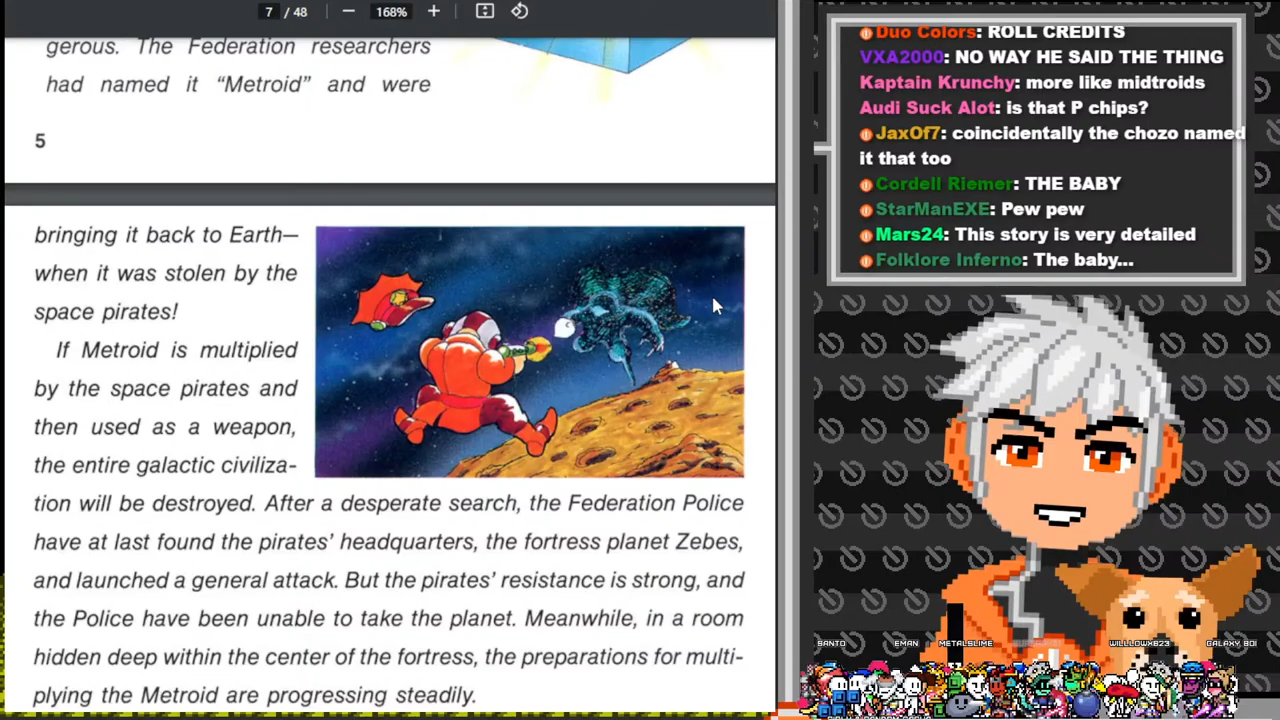 7 / 48
168%
gerous. The Federation researchers
had named it “Metroid” and were
5
bringing it back to Earth—
when it was stolen by the
space pirates!
If Metroid is multiplied
by the space pirates and
then used as a weapon,
the entire galactic civiliza-
tion will be destroyed. After a desperate search, the Federation Police
have at last found the pirates’ headquarters, the fortress planet Zebes,
and launched a general attack. But the pirates’ resistance is strong, and
the Police have been unable to take the planet. Meanwhile, in a room
hidden deep within the center of the fortress, the preparations for multi-
plying the Metroid are progressing steadily.
Duo Colors: ROLL CREDITS
VXA2000: NO WAY HE SAID THE THING
Kaptain Krunchy: more like midtroids
Audi Suck Alot: is that P chips?
JaxOf7: coincidentally the chozo named
it that too
Cordell Riemer: THE BABY
StarManEXE: Pew pew
Mars24: This story is very detailed
Folklore Inferno: The baby...
SANTO EMAN METALSLIME WILLLOWXB23 GALAXY BOI